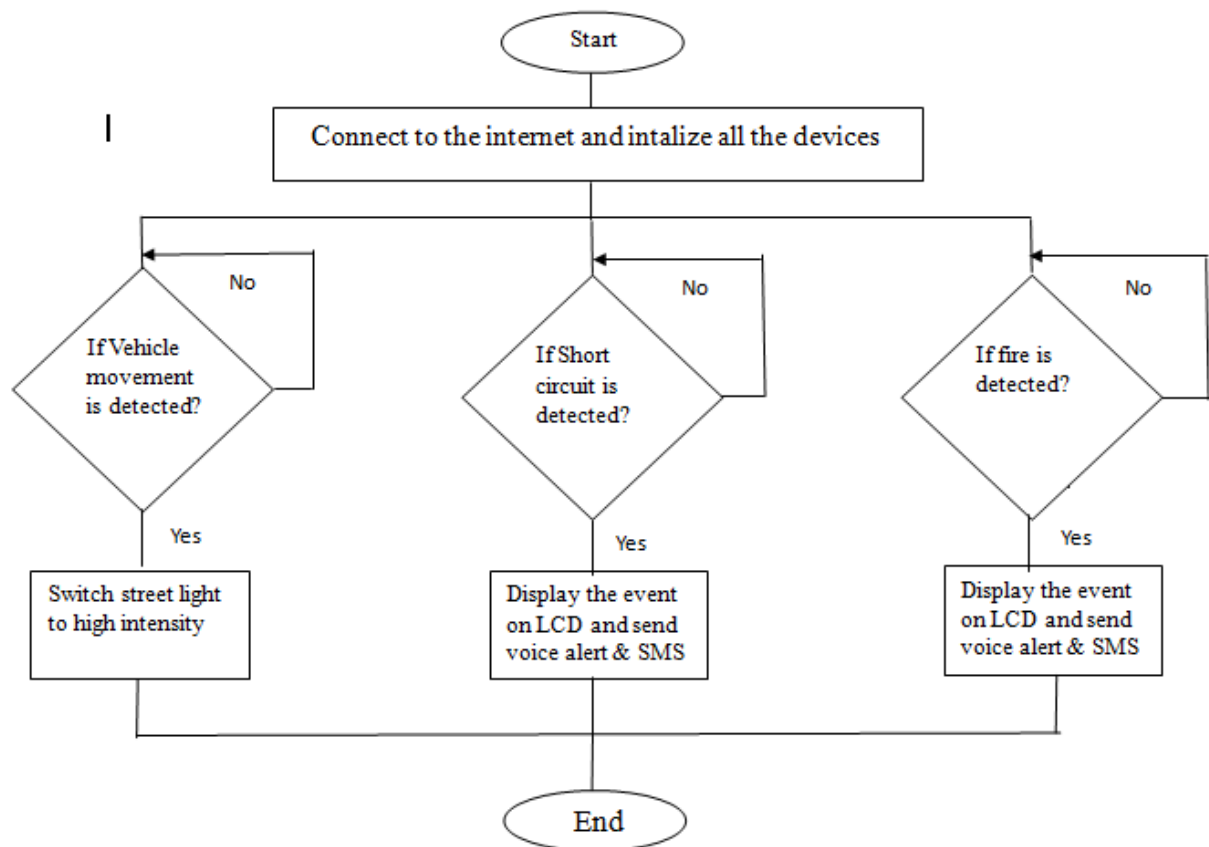 Start
Connect to the internet and intalize all the devices
No
If Vehicle
movement
is detected?
Yes
Switch street light
to high intensity
No
If Short
circuit is
detected?
Yes
Display the event
on LCD and send
voice alert & SMS
No
If fire is
detected?
Yes
Display the event
on LCD and send
voice alert & SMS
End